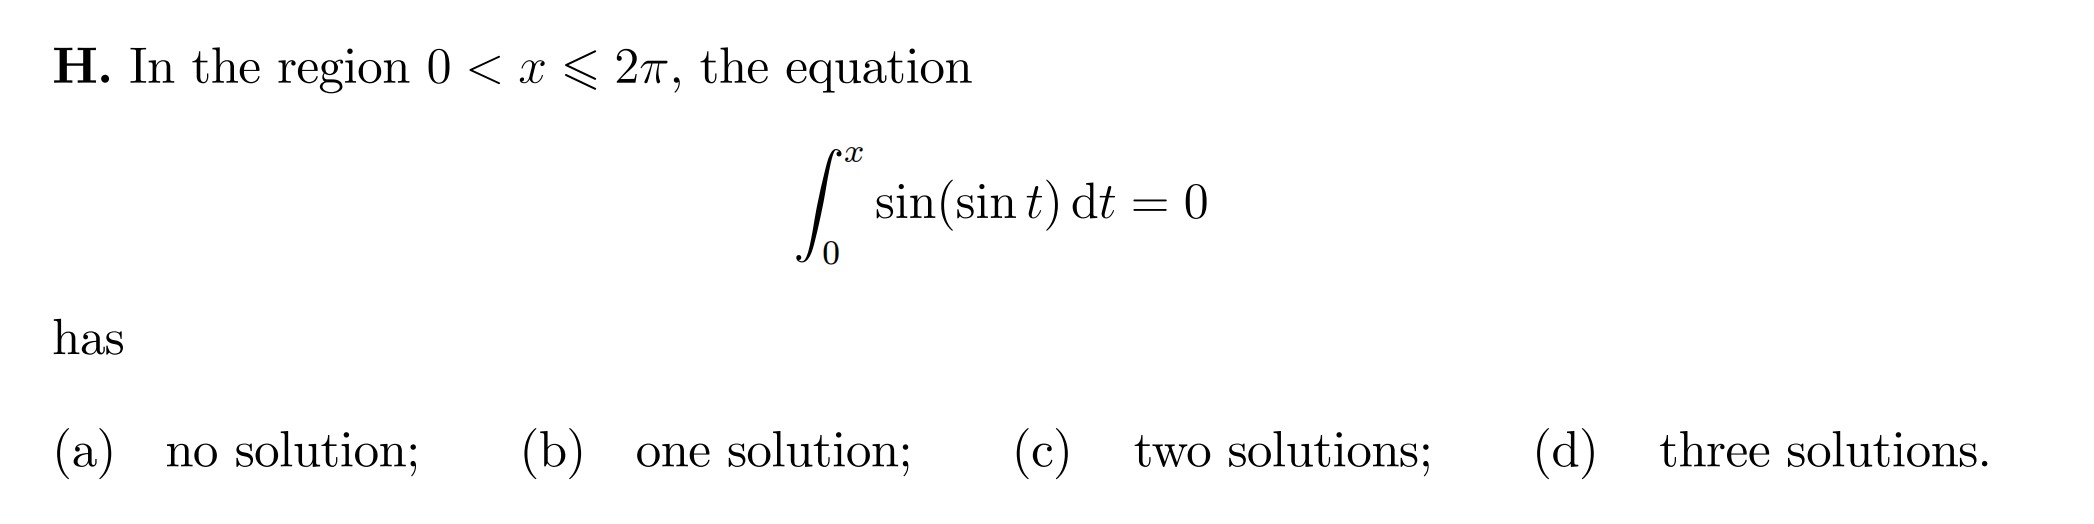 H. In the region 0 < x ⩽ 2π, the equation
∫₀ˣ sin(sin t) dt = 0
has
(a) no solution; (b) one solution; (c) two solutions; (d) three solutions.